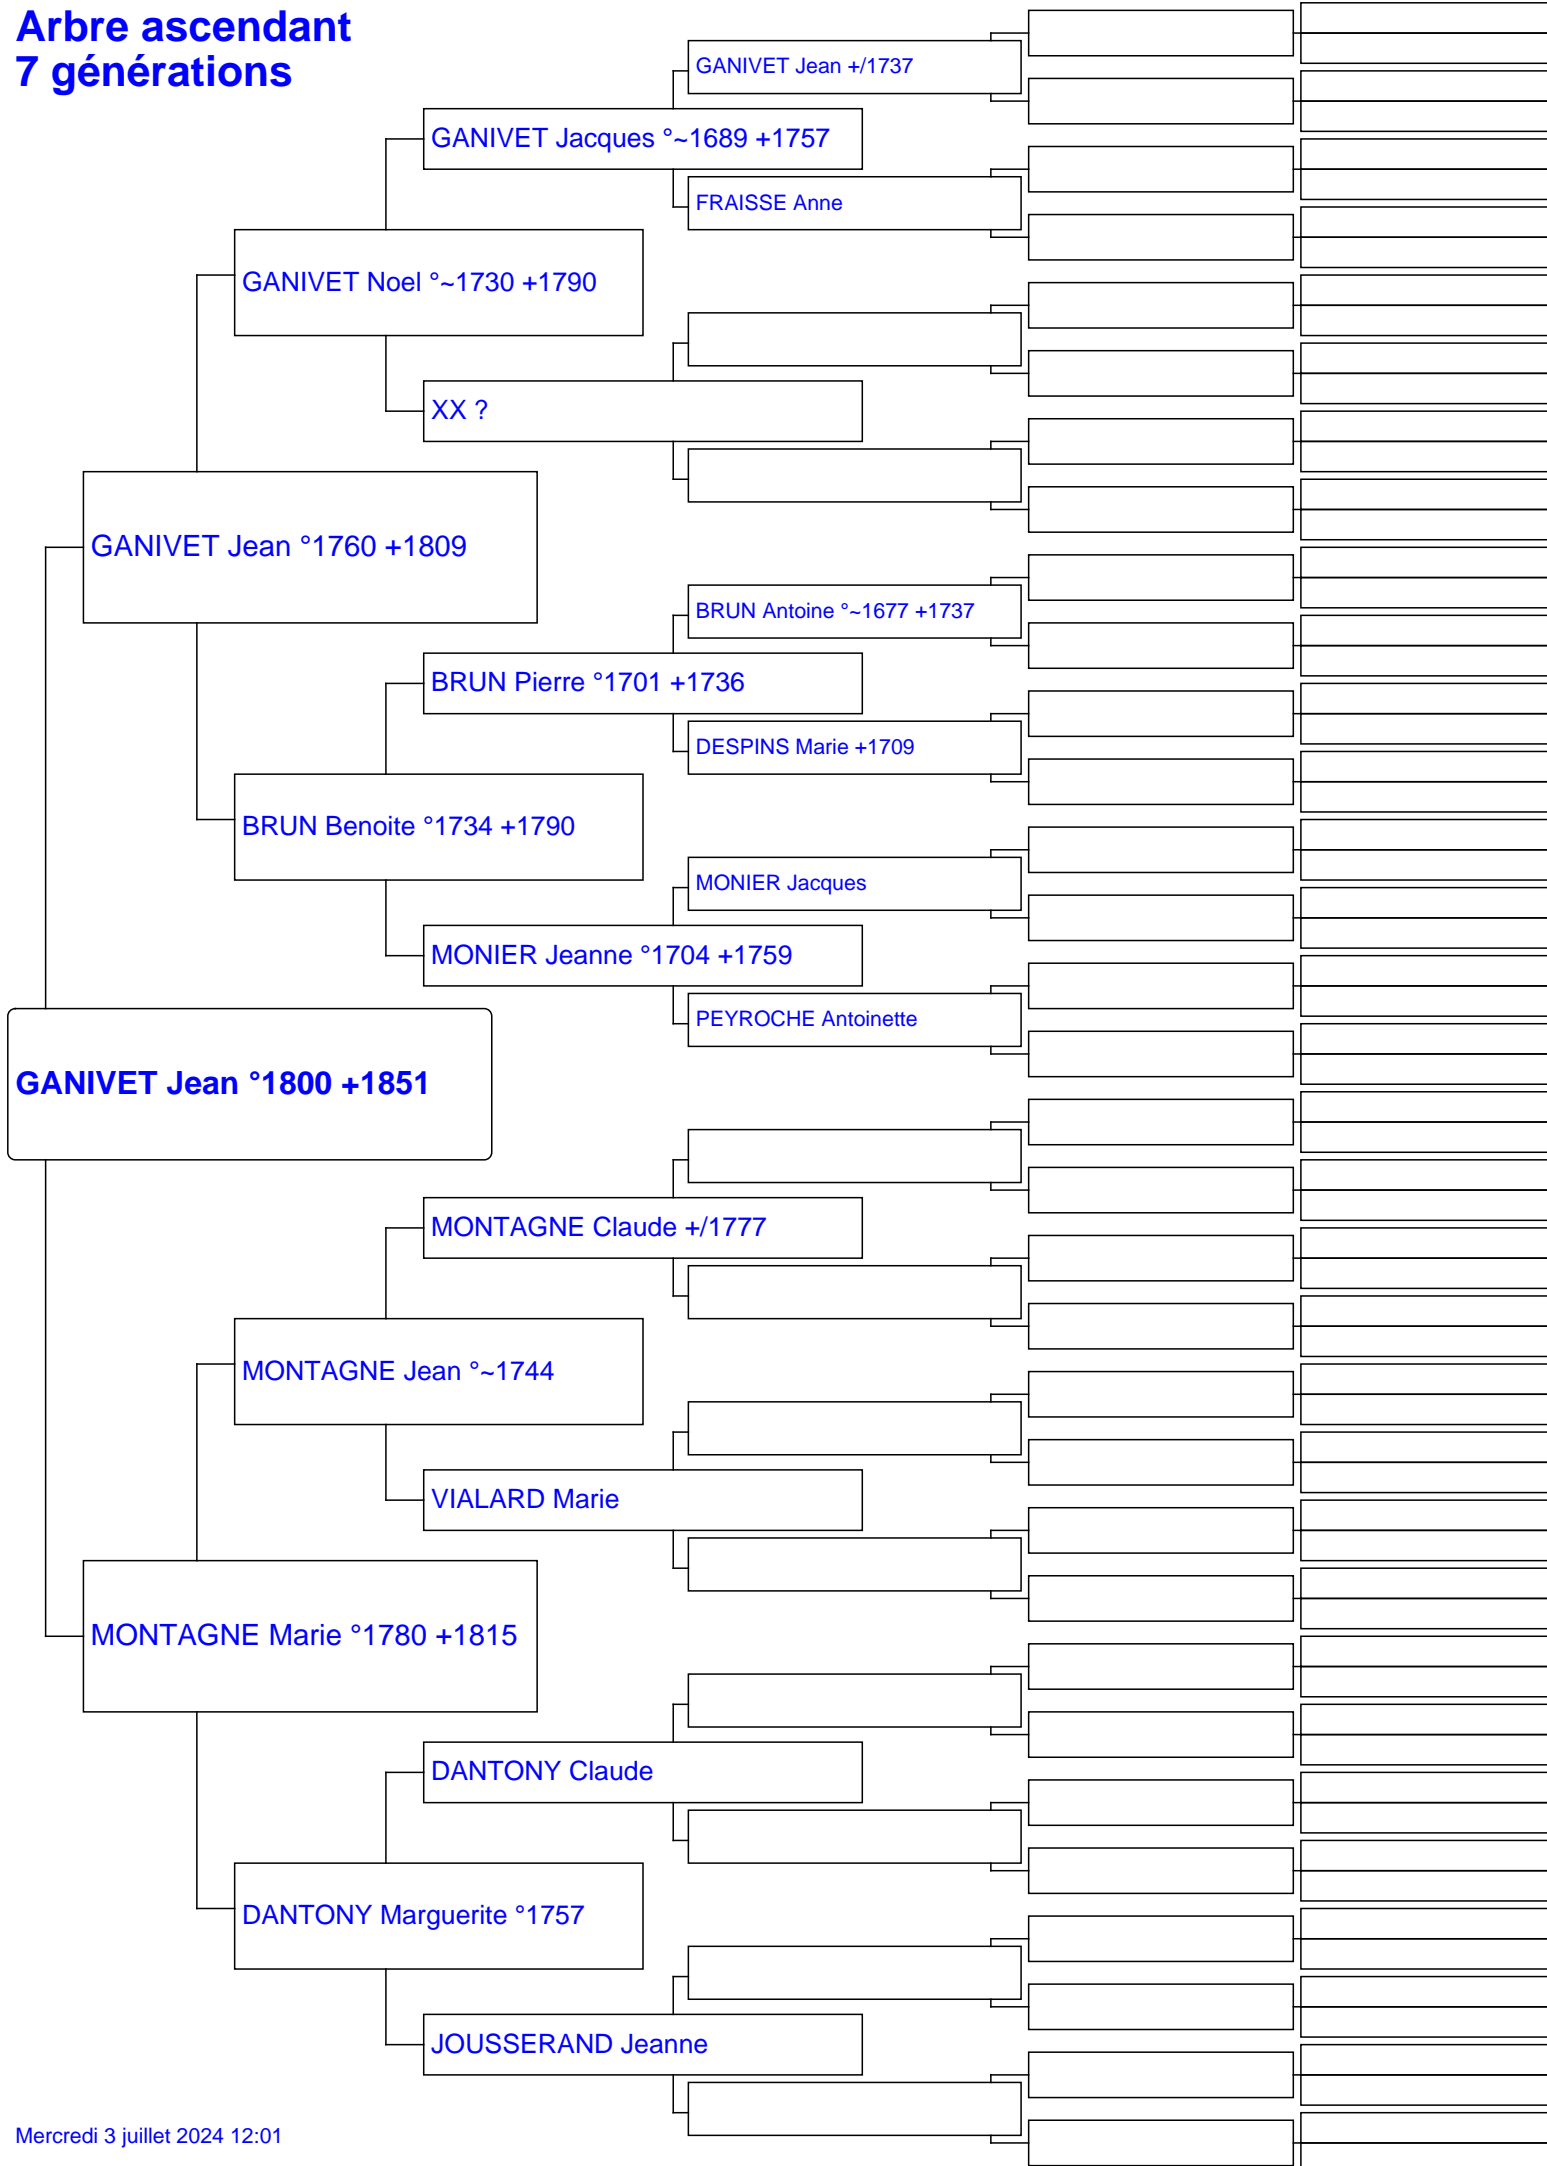 Arbre ascendant
7 générations
GANIVET Jean +/1737
GANIVET Jacques °~1689 +1757
FRAISSE Anne
GANIVET Noel °~1730 +1790
XX ?
GANIVET Jean °1760 +1809
BRUN Antoine °~1677 +1737
BRUN Pierre °1701 +1736
DESPINS Marie +1709
BRUN Benoite °1734 +1790
MONIER Jacques
MONIER Jeanne °1704 +1759
PEYROCHE Antoinette
GANIVET Jean °1800 +1851
MONTAGNE Claude +/1777
MONTAGNE Jean °~1744
VIALARD Marie
MONTAGNE Marie °1780 +1815
DANTONY Claude
DANTONY Marguerite °1757
JOUSSERAND Jeanne
Mercredi 3 juillet 2024 12:01